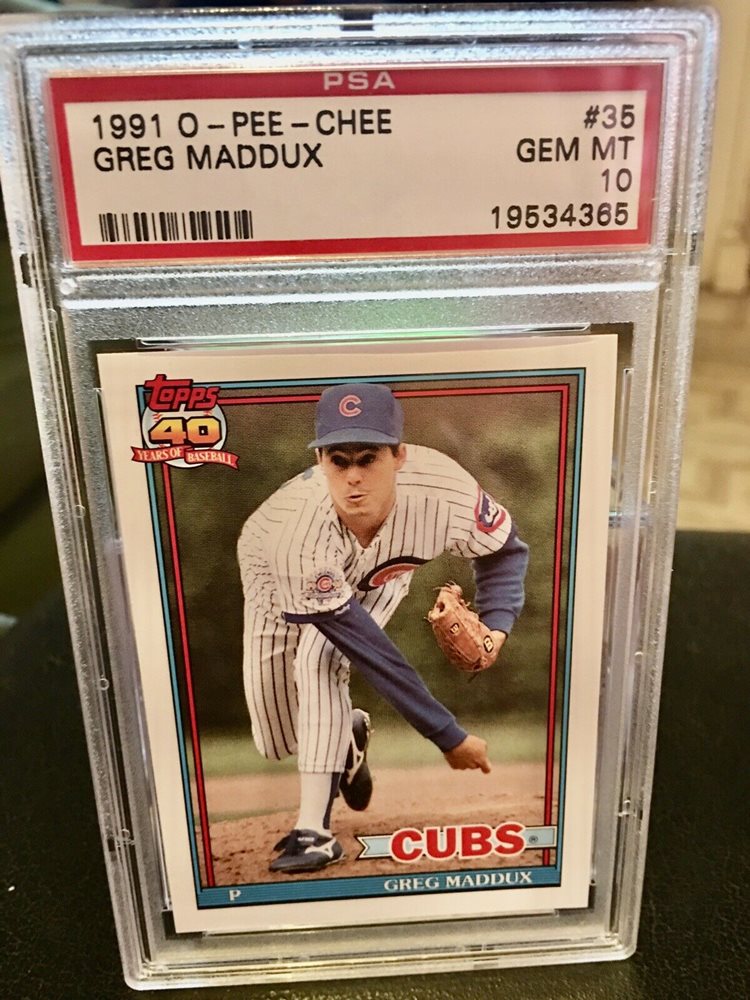 PSA
1991 O-PEE-CHEE #35
GREG MADDUX GEM MT
10
19534365
TOPPS
40
YEARS OF BASEBALL
C
CUBS®
P GREG MADDUX